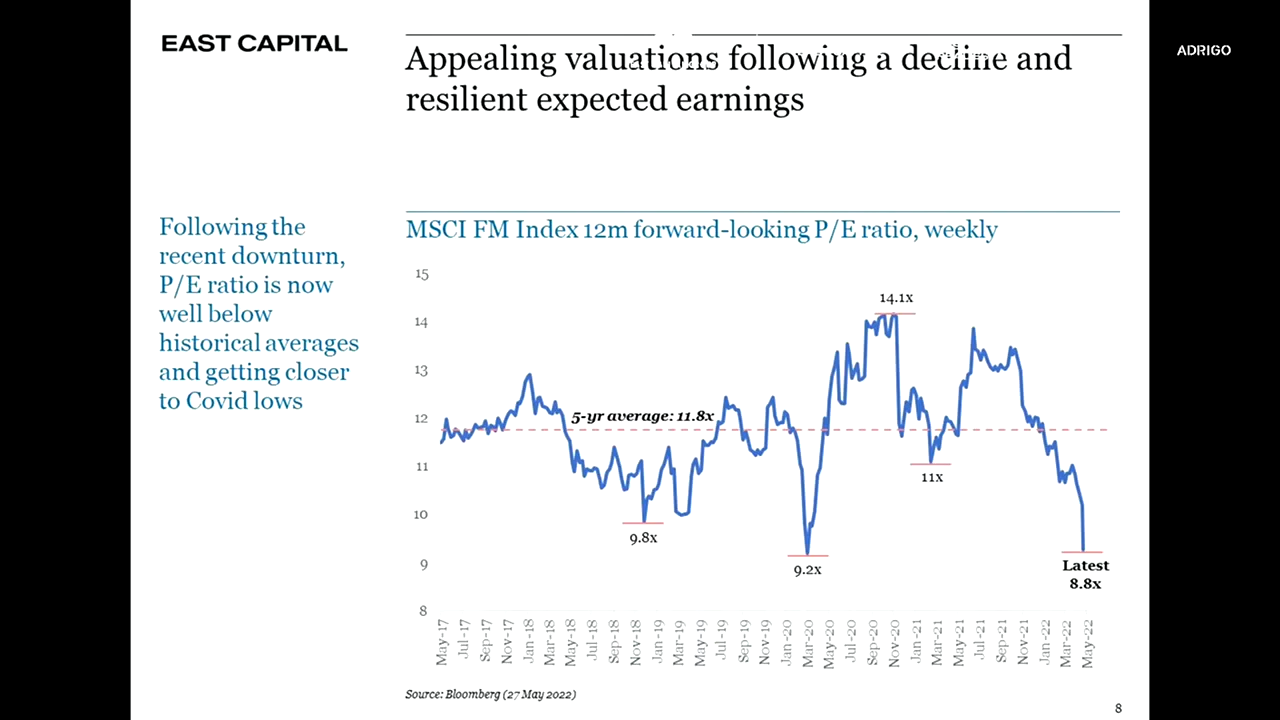 EAST CAPITAL
ADRIGO
Appealing valuations following a decline and
resilient expected earnings
Following the
recent downturn,
P/E ratio is now
well below
historical averages
and getting closer
to Covid lows
MSCI FM Index 12m forward-looking P/E ratio, weekly
15
14
13
12
11
10
9
8
14.1x
5-yr average: 11.8x
11x
9.8x
9.2x
Latest
8.8x
May-17
Jul-17
Sep-17
Nov-17
Jan-18
Mar-18
May-18
Jul-18
Sep-18
Nov-18
Jan-19
Mar-19
May-19
Jul-19
Sep-19
Nov-19
Jan-20
Mar-20
May-20
Jul-20
Sep-20
Nov-20
Jan-21
Mar-21
May-21
Jul-21
Sep-21
Nov-21
Jan-22
Mar-22
May-22
Source: Bloomberg (27 May 2022)
8